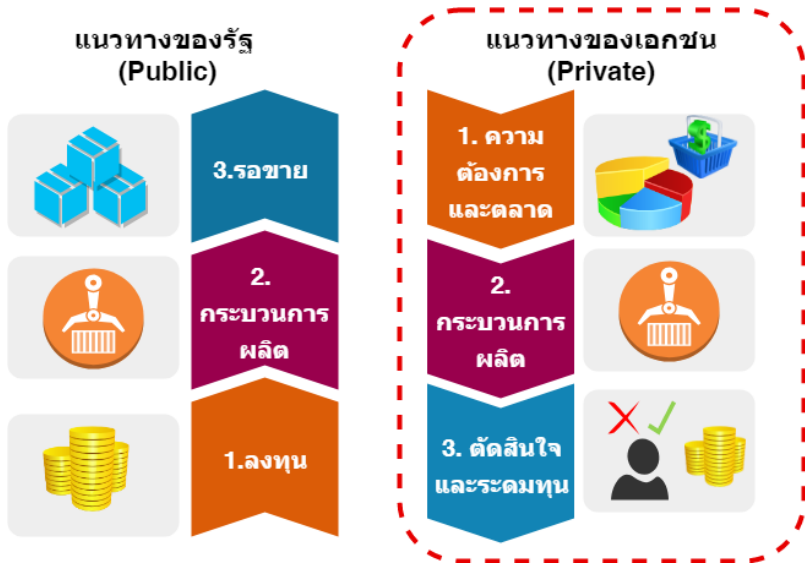 แนวทางของรัฐ
(Public)
3.รอขาย
2.
กระบวนการ
ผลิต
1.ลงทุน
แนวทางของเอกชน
(Private)
1. ความ
ต้องการ
และตลาด
2.
กระบวนการ
ผลิต
3. ตัดสินใจ
และระดมทุน